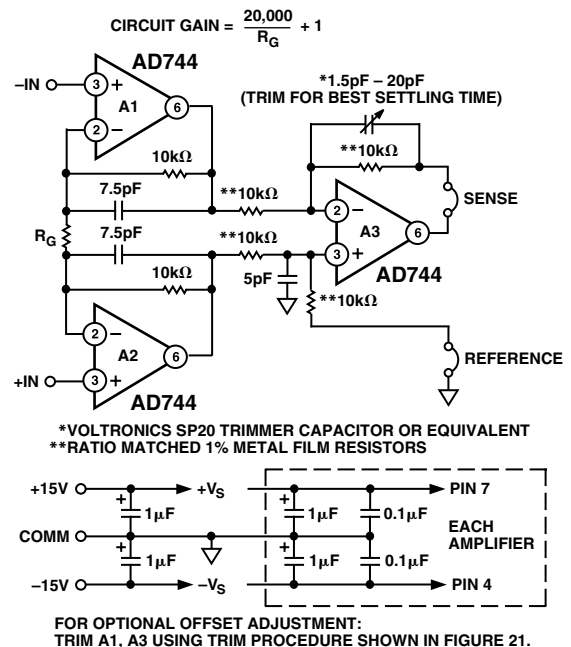 CIRCUIT GAIN = 20,000 / RG + 1
AD744
–IN
3
+
A1
6
2
–
*1.5pF – 20pF
(TRIM FOR BEST SETTLING TIME)
10kΩ
**10kΩ
7.5pF
**10kΩ
SENSE
2
–
A3
6
3
+
AD744
RG
7.5pF
**10kΩ
5pF
10kΩ
**10kΩ
2
–
A2
6
+IN
3
+
AD744
REFERENCE
*VOLTRONICS SP20 TRIMMER CAPACITOR OR EQUIVALENT
**RATIO MATCHED 1% METAL FILM RESISTORS
+15V
+VS
PIN 7
+
1µF
+
1µF
0.1µF
COMM
EACH
AMPLIFIER
+
1µF
+
1µF
0.1µF
–15V
–VS
PIN 4
FOR OPTIONAL OFFSET ADJUSTMENT:
TRIM A1, A3 USING TRIM PROCEDURE SHOWN IN FIGURE 21.